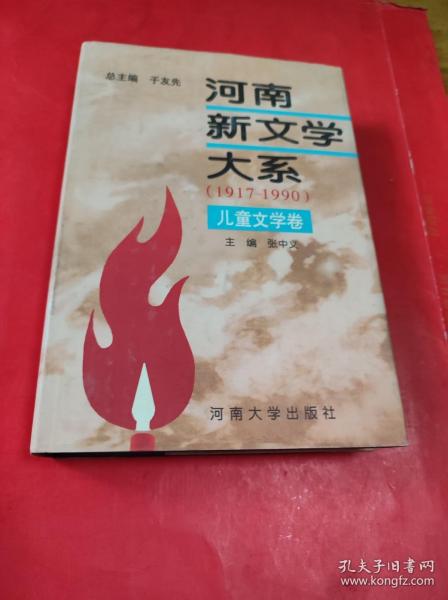 总主编 于友先
河南
新文学
大系
(1917-1990)
儿童文学卷
主 编 张中义
河南大学出版社
孔夫子旧书网
www.kongfz.com